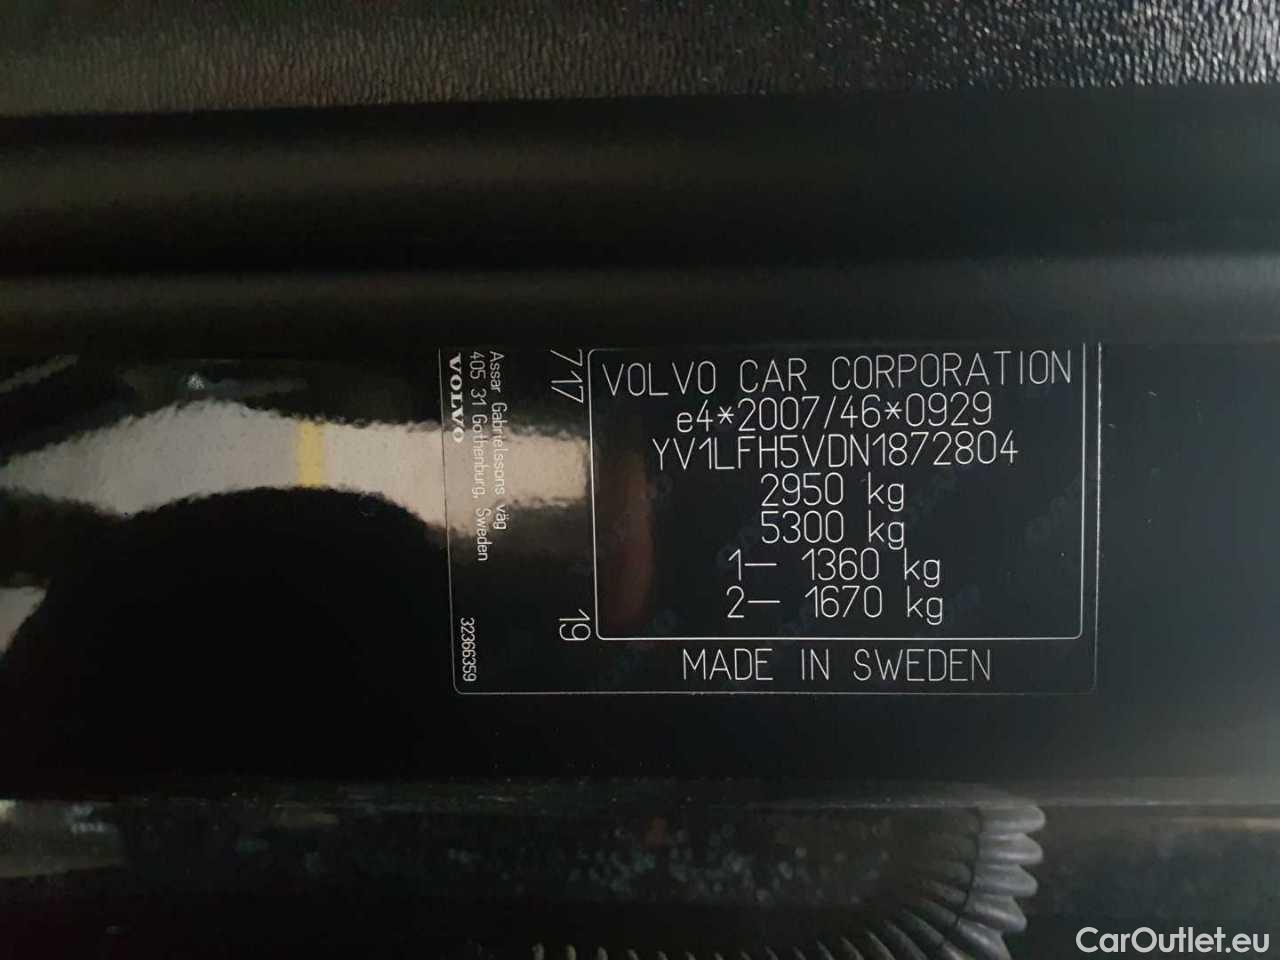 VOLVO CAR CORPORATION
e4*2007/46*0929
YV1LFH5VDN1872804
2950 kg
5300 kg
1— 1360 kg
2— 1670 kg
MADE IN SWEDEN
717
19
Assar Gabrielssons väg
405 31 Gothenburg, Sweden
VOLVO
32366359
CarOutlet.eu